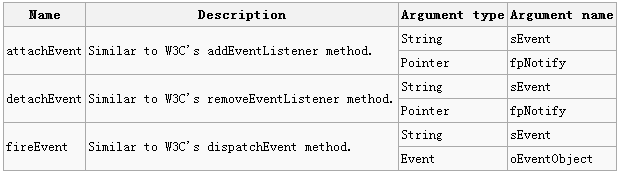 Name Description Argument type Argument name
attachEvent Similar to W3C's addEventListener method. String sEvent
Pointer fpNotify
detachEvent Similar to W3C's removeEventListener method. String sEvent
Pointer fpNotify
fireEvent Similar to W3C's dispatchEvent method. String sEvent
Event oEventObject